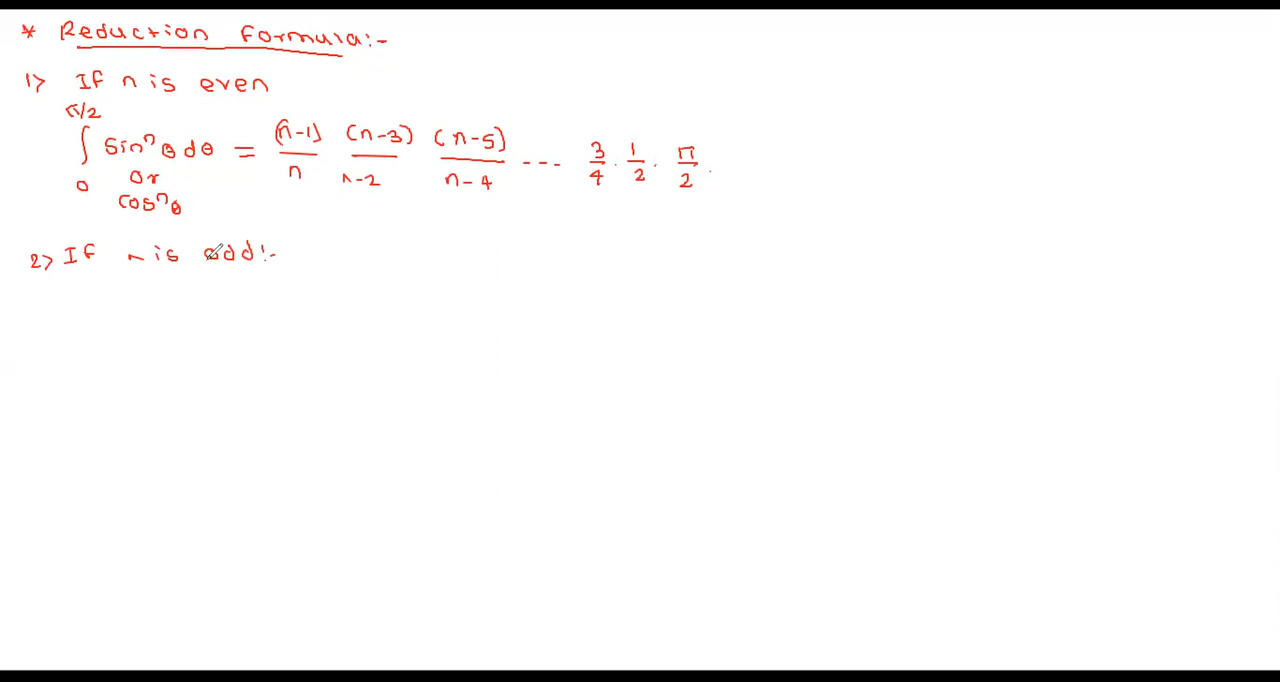 * Reduction formula:-
1) If n is even
∫₀^π/2 sinⁿθ dθ = (n-1)/n (n-3)/n-2 (n-5)/n-4 --- 3/4 · 1/2 · π/2 .
or
cosⁿθ
2) If n is odd:-